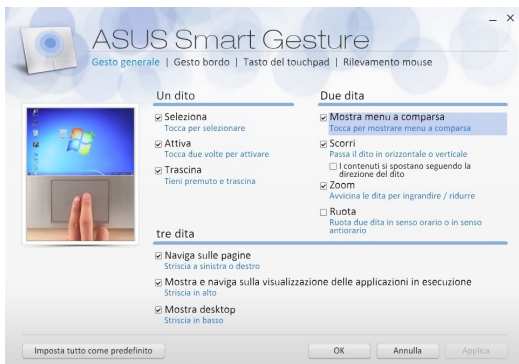 ASUS Smart Gesture
Gesto generale | Gesto bordo | Tasto del touchpad | Rilevamento mouse
Un dito
Seleziona
Tocca per selezionare
Attiva
Tocca due volte per attivare
Trascina
Tieni premuto e trascina
Due dita
Mostra menu a comparsa
Tocca per mostrare menu a comparsa
Scorri
Passa il dito in orizzontale o verticale
I contenuti si spostano seguendo la
direzione del dito
Zoom
Avvicina le dita per ingrandire / ridurre
Ruota
Ruota due dita in senso orario o in senso
antiorario
tre dita
Naviga sulle pagine
Striscia a sinistra o destro
Mostra e naviga sulla visualizzazione delle applicazioni in esecuzione
Striscia in alto
Mostra desktop
Striscia in basso
Imposta tutto come predefinito
OK
Annulla
Applica